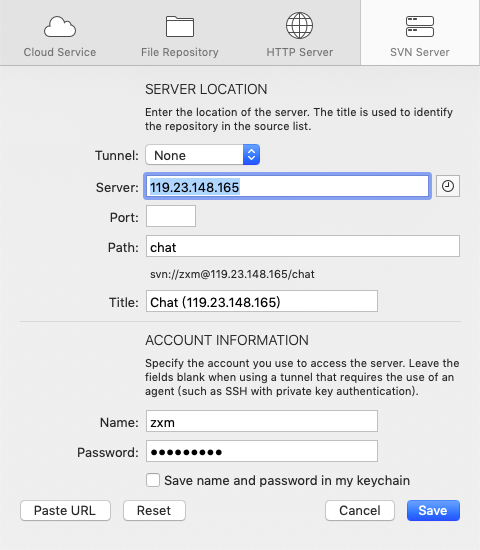 Cloud Service
File Repository
HTTP Server
SVN Server
SERVER LOCATION
Enter the location of the server. The title is used to identify
the repository in the source list.
Tunnel: None
Server: 119.23.148.165
Port:
Path: chat
svn://zxm@119.23.148.165/chat
Title: Chat (119.23.148.165)
ACCOUNT INFORMATION
Specify the account you use to access the server. Leave the
fields blank when using a tunnel that requires the use of an
agent (such as SSH with private key authentication).
Name: zxm
Password: ●●●●●●●●●
Save name and password in my keychain
Paste URL Reset Cancel Save